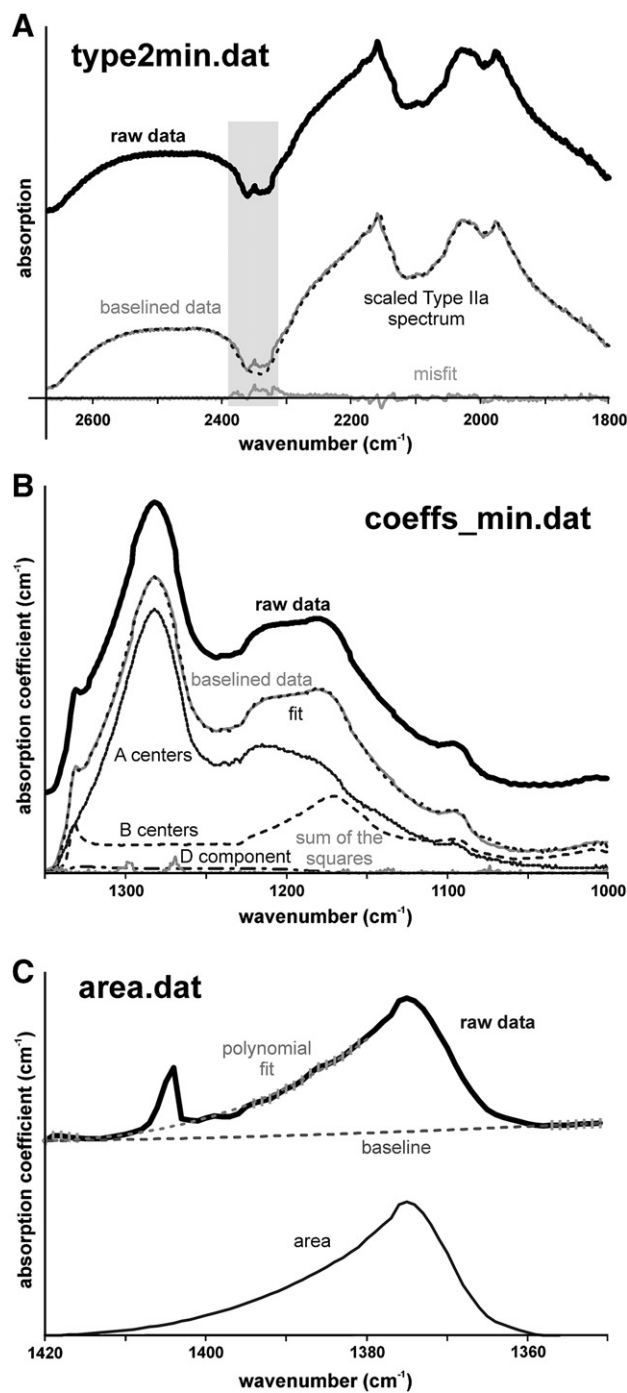 A
type2min.dat
raw data
absorption
baselined data
scaled Type IIa
spectrum
misfit
2600
2400
2200
2000
1800
wavenumber (cm⁻¹)
B
coeffs_min.dat
raw data
absorption coefficient (cm⁻¹)
baselined data
fit
A centers
B centers
sum of the
squares
D component
1300
1200
1100
1000
wavenumber (cm⁻¹)
C
area.dat
raw data
polynomial
fit
absorption coefficient (cm⁻¹)
baseline
area
1420
1400
1380
1360
wavenumber (cm⁻¹)